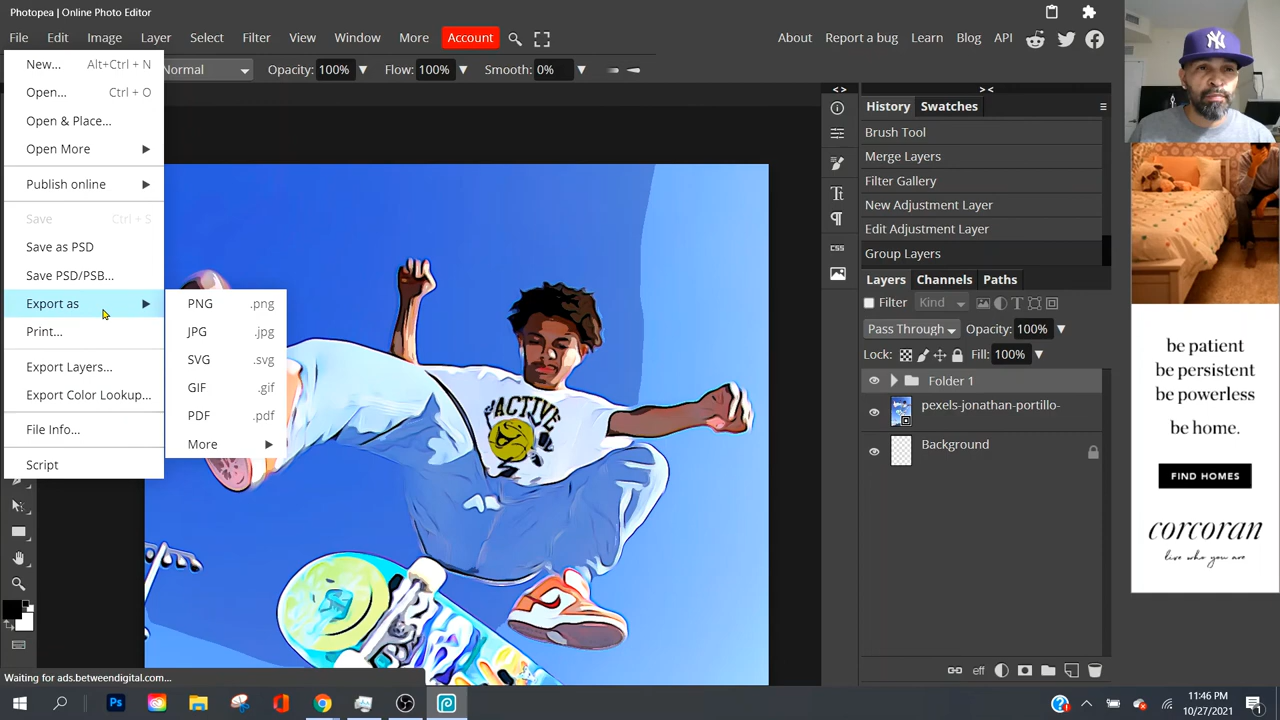 Photopea | Online Photo Editor
File Edit Image Layer Select Filter View Window More Account
About Report a bug Learn Blog API
Normal Opacity: 100% Flow: 100% Smooth: 0%
New... Alt+Ctrl + N
Open... Ctrl + O
Open & Place...
Open More
Publish online
Save Ctrl + S
Save as PSD
Save PSD/PSB...
Export as
Print...
Export Layers...
Export Color Lookup...
File Info...
Script
PNG .png
JPG .jpg
SVG .svg
GIF .gif
PDF .pdf
More
ACTIVE
< >
> <
History Swatches
Brush Tool
Merge Layers
Filter Gallery
New Adjustment Layer
Edit Adjustment Layer
Group Layers
CSS
Layers Channels Paths
Filter Kind
Pass Through Opacity: 100%
Lock: Fill: 100%
Folder 1
pexels-jonathan-portillo-
Background
eff
be patient
be persistent
be powerless
be home.
FIND HOMES
corcoran
live who you are
Waiting for ads.betweendigital.com...
Ps
11:46 PM
10/27/2021
1